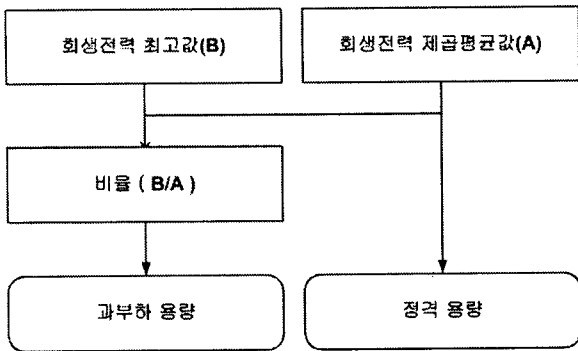 회생전력 최고값(B)
회생전력 제곱평균값(A)
비율 ( B/A )
과부하 용량
정격 용량